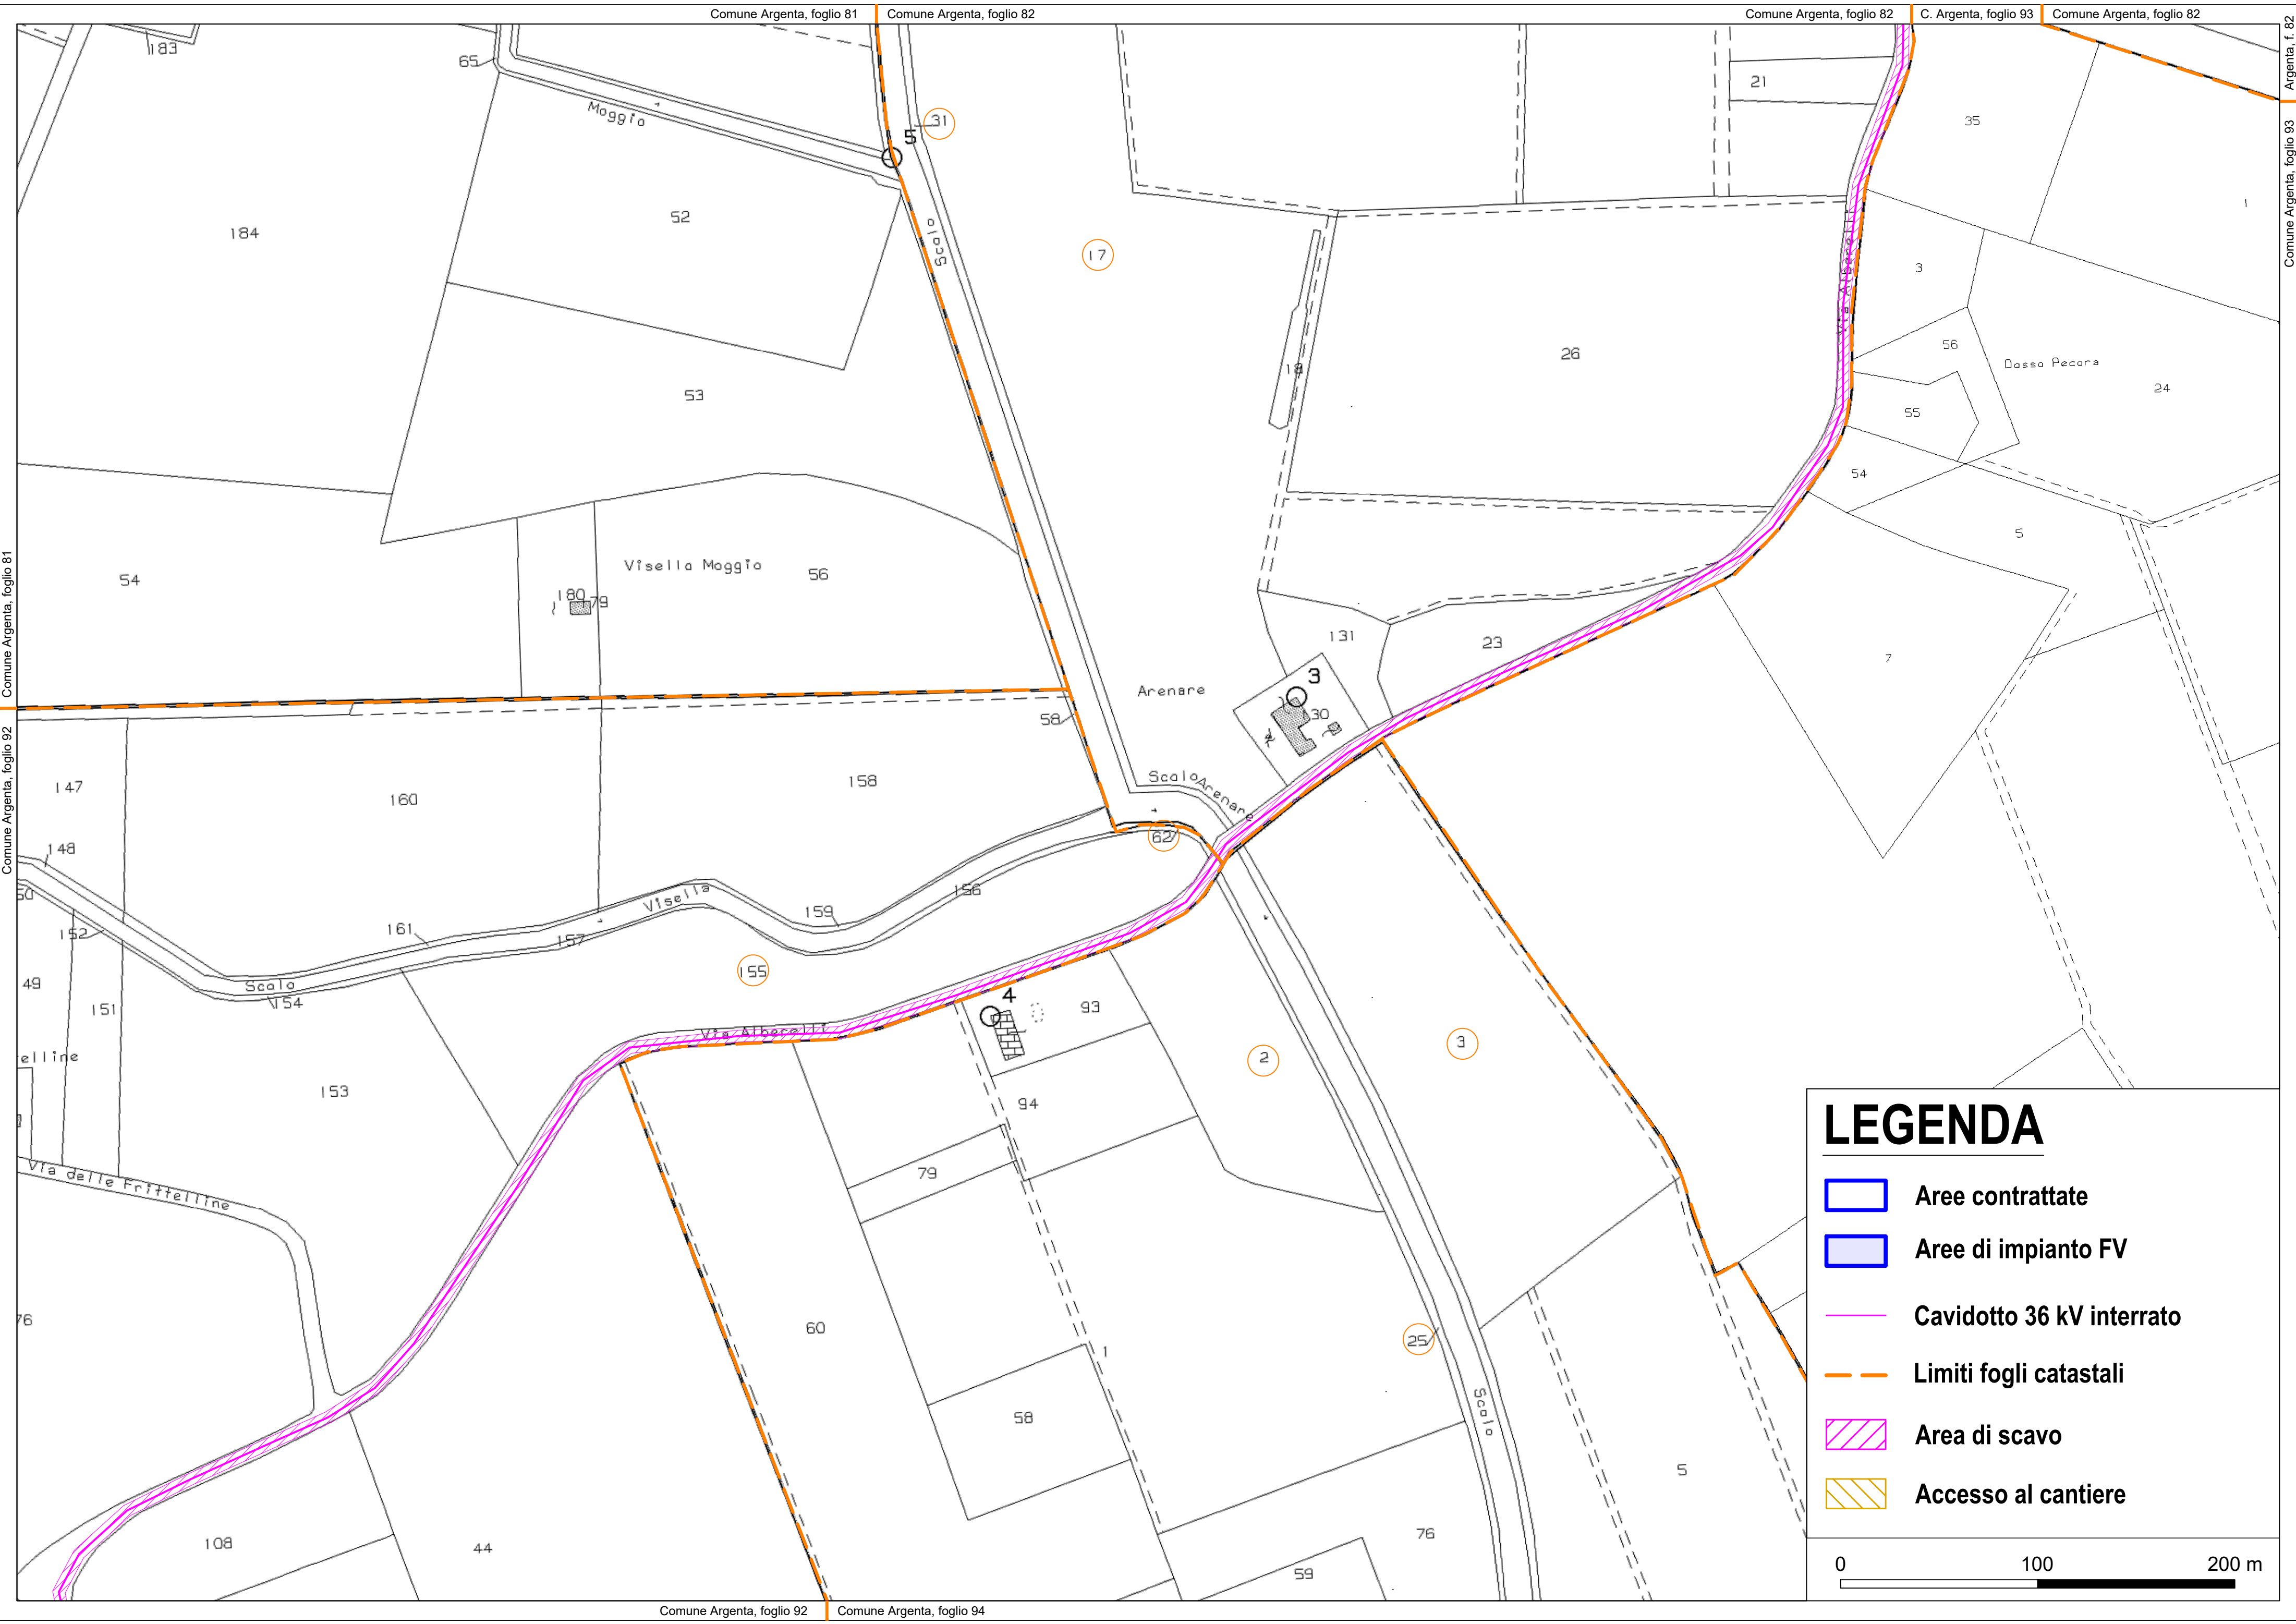 Comune Argenta, foglio 81
Comune Argenta, foglio 82
Comune Argenta, foglio 82
C. Argenta, foglio 93
Comune Argenta, foglio 82
Argenta, f. 82
Comune Argenta, foglio 93
Comune Argenta, foglio 81
Comune Argenta, foglio 92
183
65
Moggio
5
31
21
35
1
184
52
Scolo
17
3
26
18
56
Dosso Pecora
24
53
55
54
5
54
Visella Moggio
56
180
79
131
23
7
Arenare
3
130
58
147
160
158
Scolo Arenare
62
148
50
Visella
156
159
152
161
157
155
49
Scolo
154
151
4
93
Via Albecelli
2
3
elline
153
94
79
Via delle Frittelline
76
60
1
25
58
Scolo
5
108
44
76
59
LEGENDA
Aree contrattate
Aree di impianto FV
Cavidotto 36 kV interrato
Limiti fogli catastali
Area di scavo
Accesso al cantiere
0 100 200 m
Comune Argenta, foglio 92
Comune Argenta, foglio 94